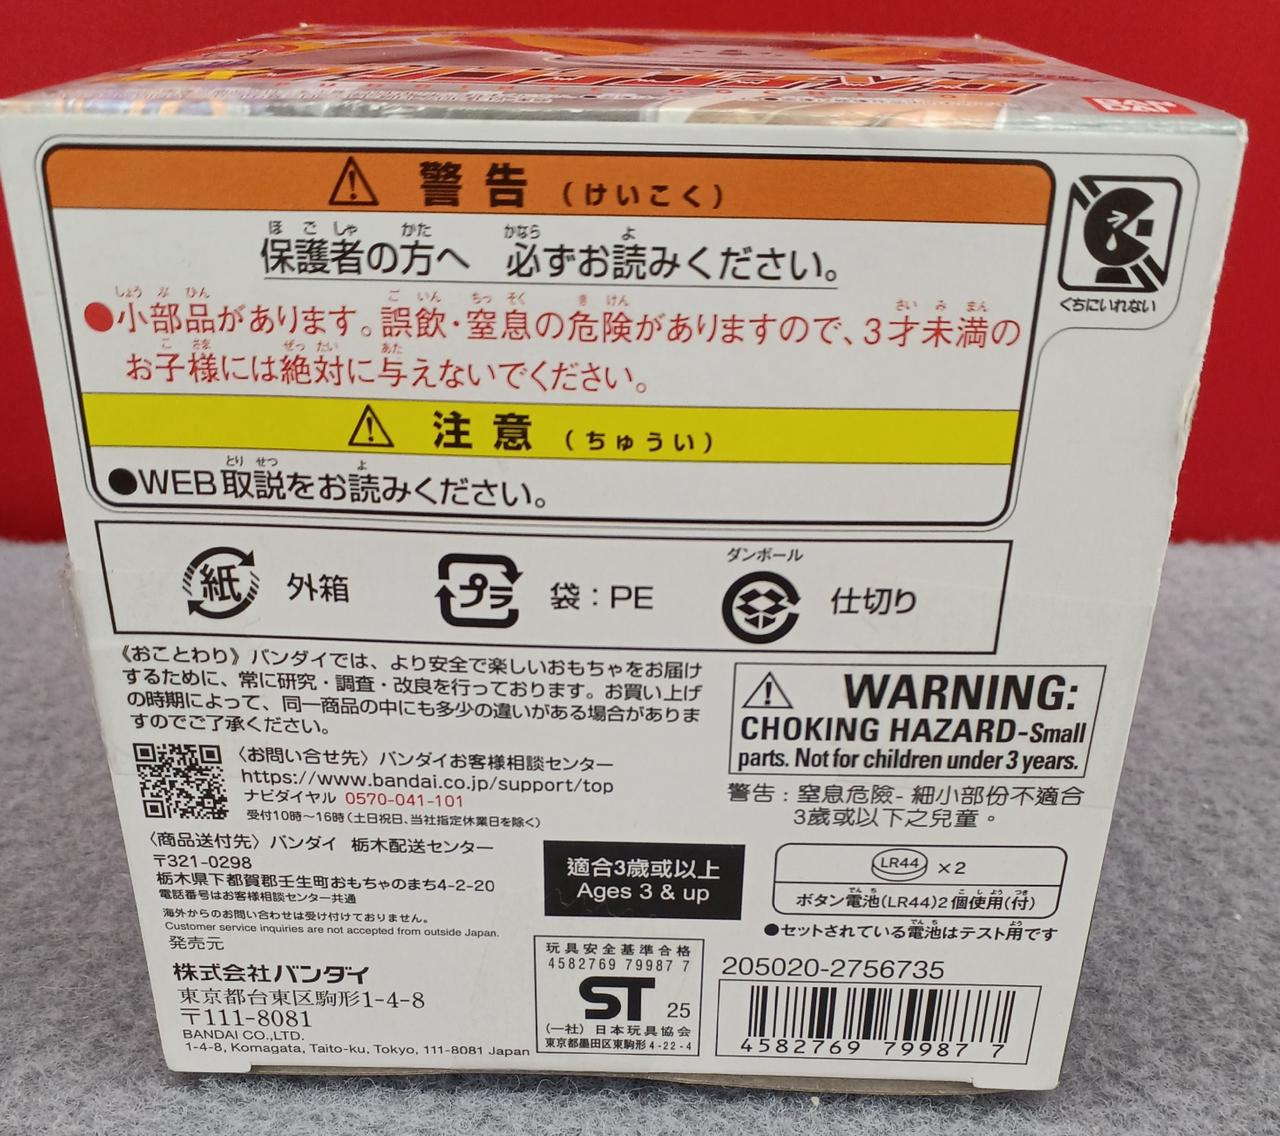 BAN
DAI
警告(けいこく)
保護者の方へ 必ずお読みください。
●小部品があります。誤飲・窒息の危険がありますので、3才未満の
お子様には絶対に与えないでください。
くちにいれない
注意(ちゅうい)
●WEB取説をお読みください。
紙 外箱
プラ 袋:PE
ダンボール 仕切り
《おことわり》バンダイでは、より安全で楽しいおもちゃをお届け
するために、常に研究・調査・改良を行っております。お買い上げ
の時期によって、同一商品の中にも多少の違いがある場合がありま
すのでご了承ください。
〈お問い合せ先〉バンダイお客様相談センター
https://www.bandai.co.jp/support/top
ナビダイヤル 0570-041-101
受付10時〜16時(土日祝日、当社指定休業日を除く)
〈商品送付先〉バンダイ 栃木配送センター
〒321-0298
栃木県下都賀郡壬生町おもちゃのまち4-2-20
電話番号はお客様相談センター共通
海外からのお問い合わせは受け付けておりません。
Customer service inquiries are not accepted from outside Japan.
発売元
株式会社バンダイ
東京都台東区駒形1-4-8
〒111-8081
BANDAI CO.,LTD.
1-4-8, Komagata, Taito-ku, Tokyo, 111-8081 Japan
WARNING:
CHOKING HAZARD-Small
parts. Not for children under 3 years.
警告:窒息危險-細小部份不適合
3歲或以下之兒童。
適合3歲或以上
Ages 3 & up
LR44 ×2
ボタン電池(LR44)2個使用(付)
●セットされている電池はテスト用です
玩具安全基準合格
4582769 79987 7
ST 25
(一社)日本玩具協会
東京都墨田区東駒形4-22-4
205020-2756735
4582769 79987 7